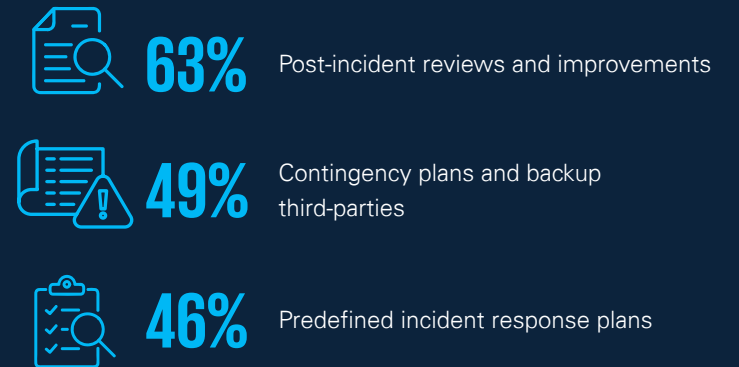 63%
Post-incident reviews and improvements
49%
Contingency plans and backup
third-parties
46%
Predefined incident response plans